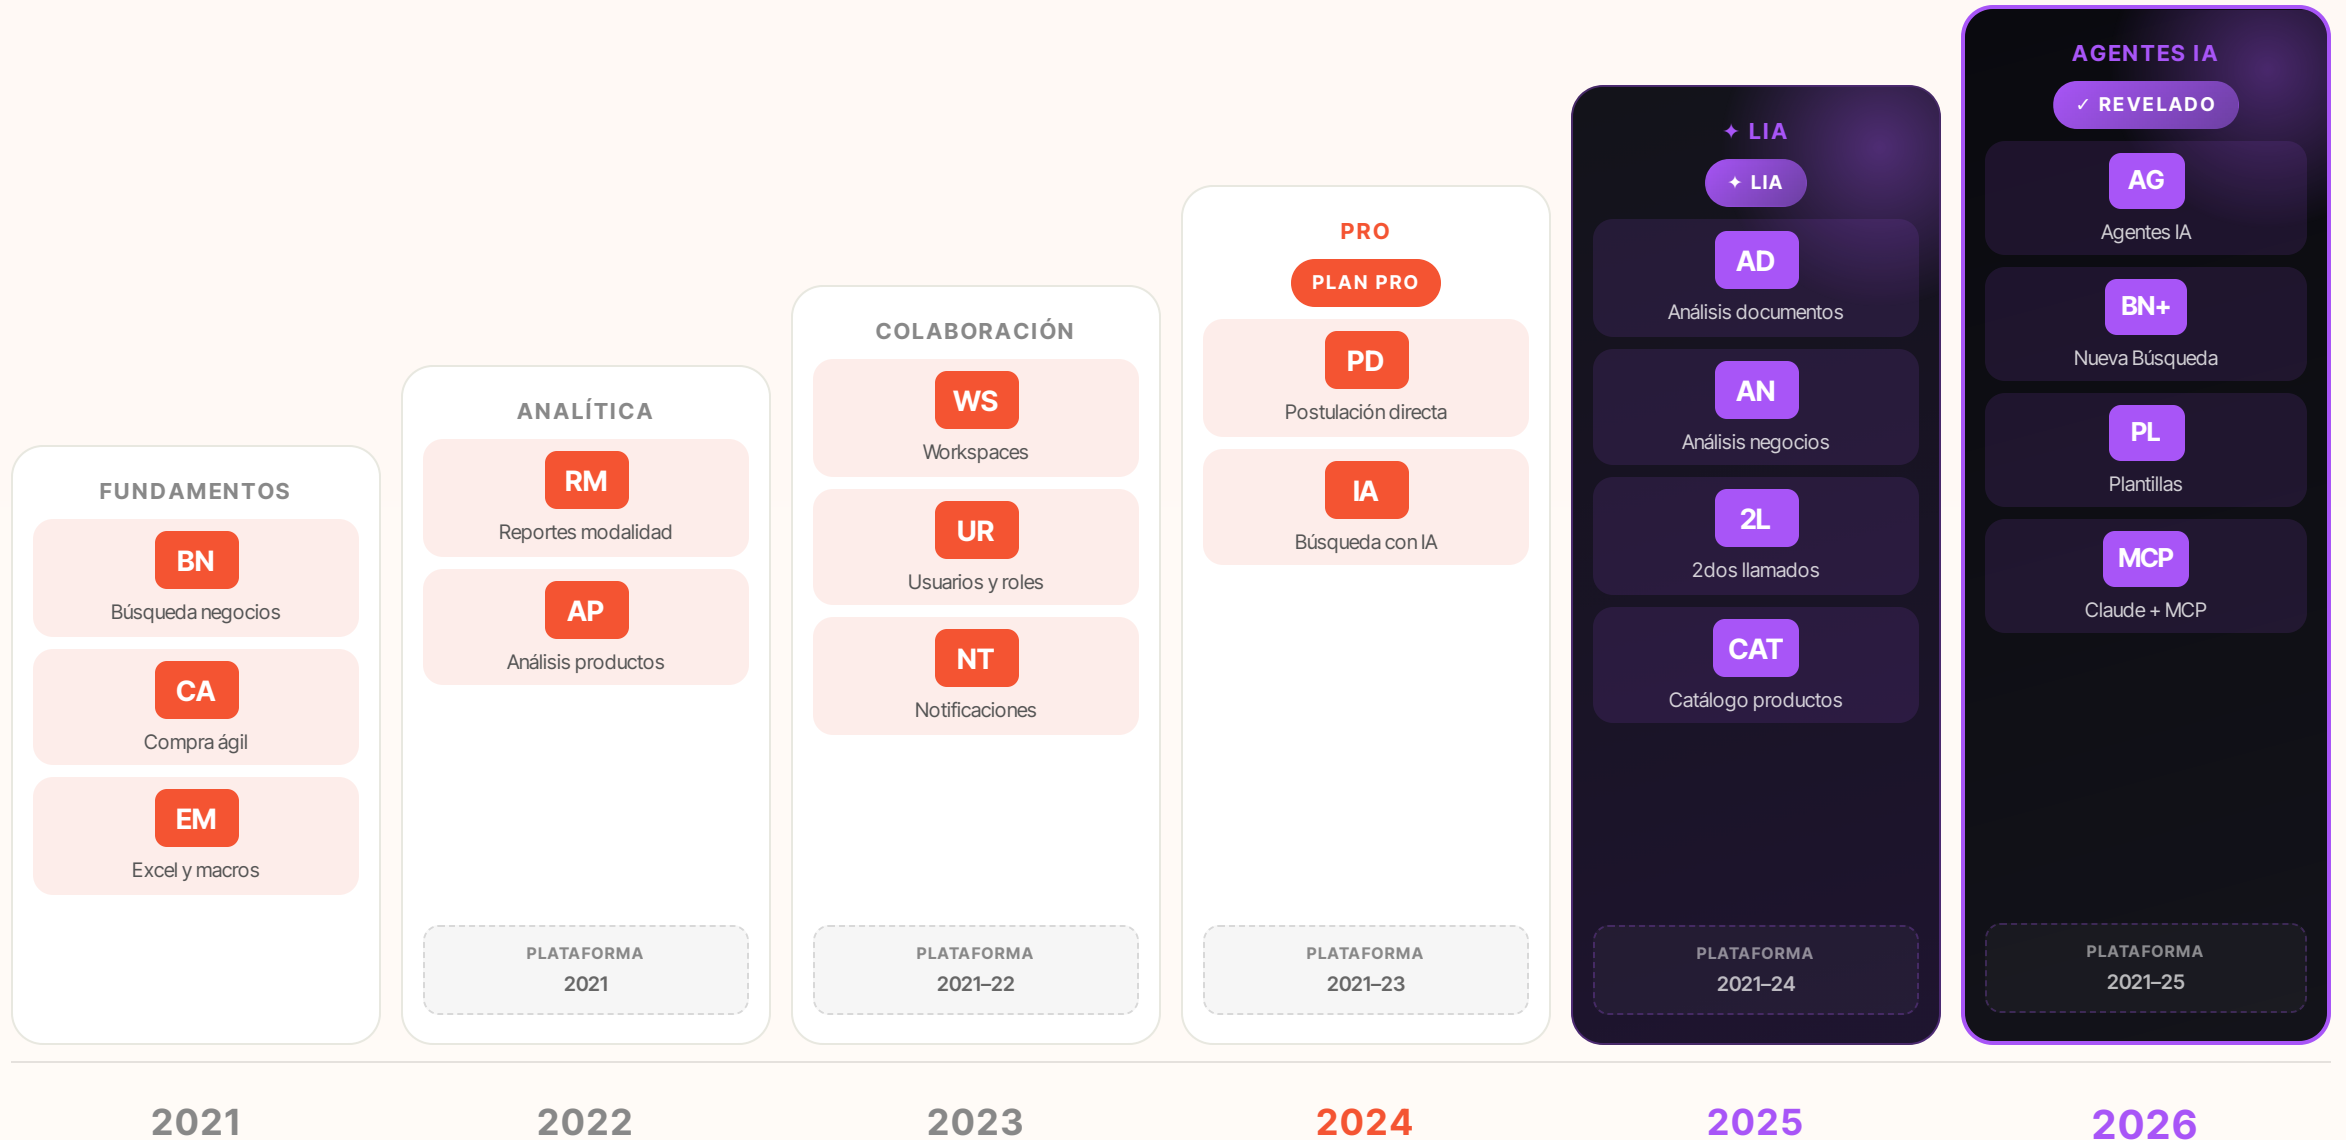 FUNDAMENTOS
BN
Búsqueda negocios
CA
Compra ágil
EM
Excel y macros
2021
ANALÍTICA
RM
Reportes modalidad
AP
Análisis productos
PLATAFORMA
2021
2022
COLABORACIÓN
WS
Workspaces
UR
Usuarios y roles
NT
Notificaciones
PLATAFORMA
2021–22
2023
PRO
PLAN PRO
PD
Postulación directa
IA
Búsqueda con IA
PLATAFORMA
2021–23
2024
✦ LIA
✦ LIA
AD
Análisis documentos
AN
Análisis negocios
2L
2dos llamados
CAT
Catálogo productos
PLATAFORMA
2021–24
2025
AGENTES IA
✓ REVELADO
AG
Agentes IA
BN+
Nueva Búsqueda
PL
Plantillas
MCP
Claude + MCP
PLATAFORMA
2021–25
2026